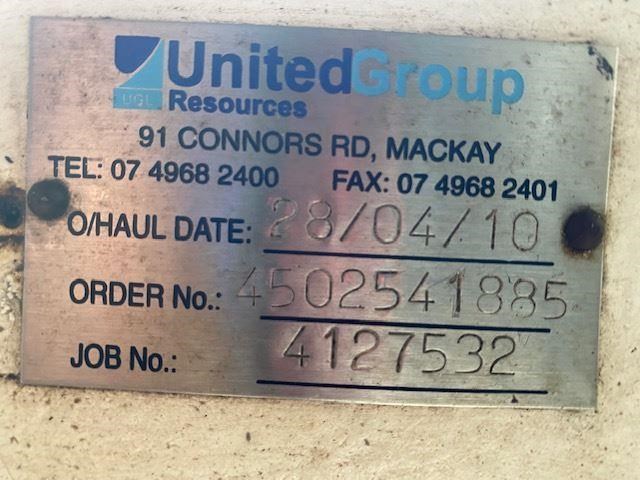 UGL UnitedGroup
Resources
91 CONNORS RD, MACKAY
TEL: 07 4968 2400 FAX: 07 4968 2401
O/HAUL DATE: 28/04/10
ORDER No.: 4502541885
JOB No.: 4127532